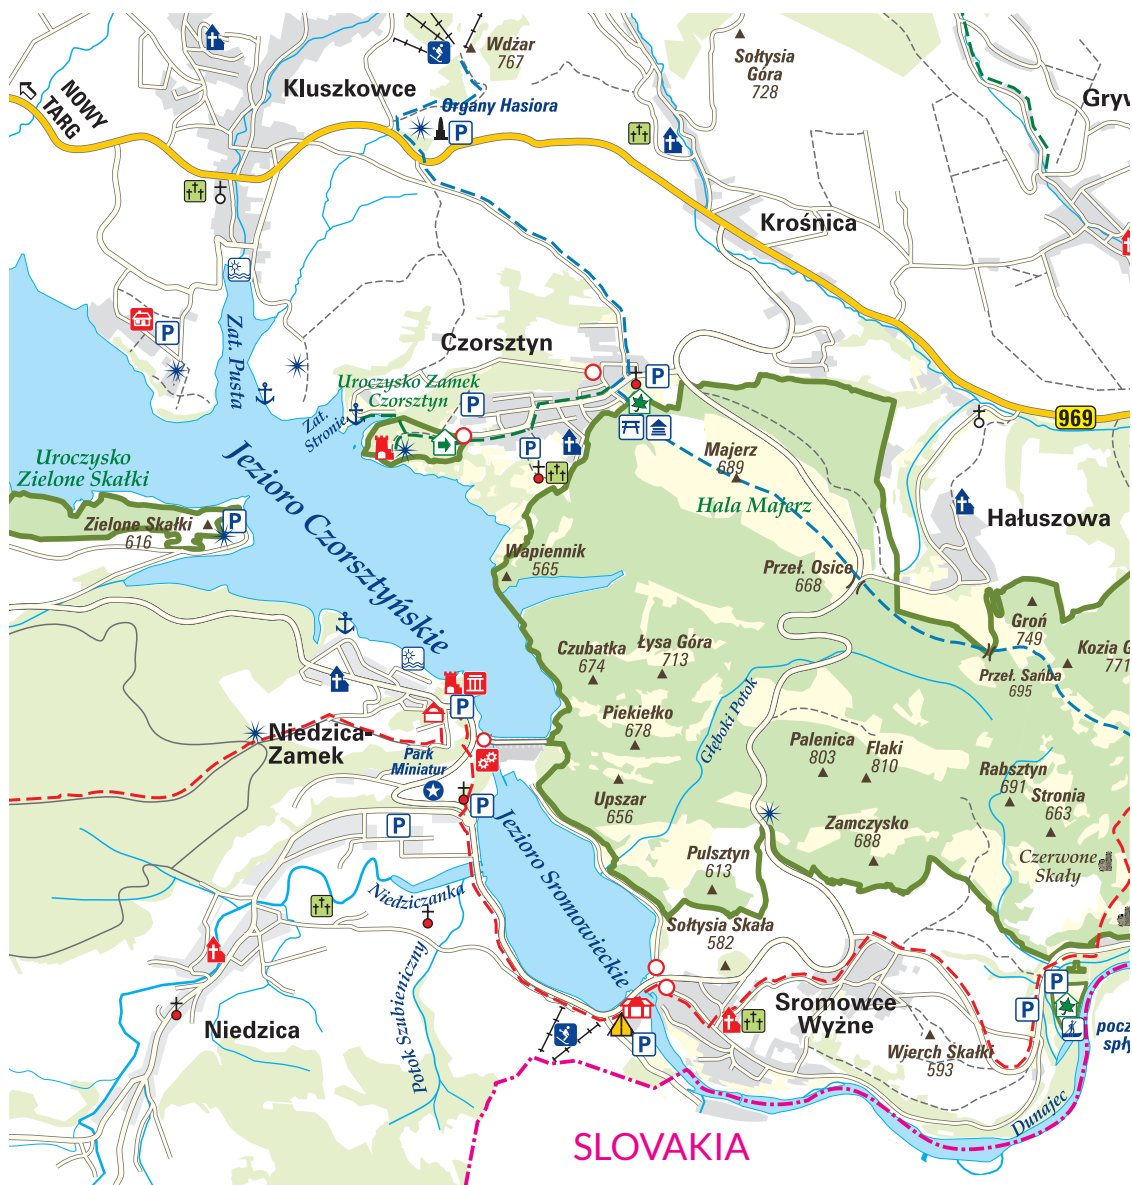 Wdżar
767
Sołtysia
Góra
728
Kluszkowce
NOWY
TARG
Organy Hasiora
P
Gryw
Krośnica
Zat. Pusta
P
Czorsztyn
P
Uroczysko Zamek
Czorsztyn
P
Zat.
Stronie
969
P
Majerz
689
Hala Majerz
Uroczysko
Zielone Skałki
Zielone Skałki
616
P
Jezioro Czorsztyńskie
Hałuszowa
Wapiennik
565
Przeł. Osice
668
Groń
749
Czubatka
674
Łysa Góra
713
Kozia G
771
Przeł. Sańba
695
Głęboki Potok
Piekiełko
678
P
Niedzica-
Zamek
Park
Miniatur
Palenica
803
Flaki
810
Rabsztyn
691
Stronia
663
Upszar
656
P
P
Zamczysko
688
Jezioro Sromowieckie
Pulsztyn
613
Czerwone
Skały
Niedziczanka
Sołtysia Skała
582
Potok Szubieniczny
P
P
Sromowce
Wyżne
Niedzica
P
Wierch Skałki
593
pocz
spły
Dunajec
SLOVAKIA